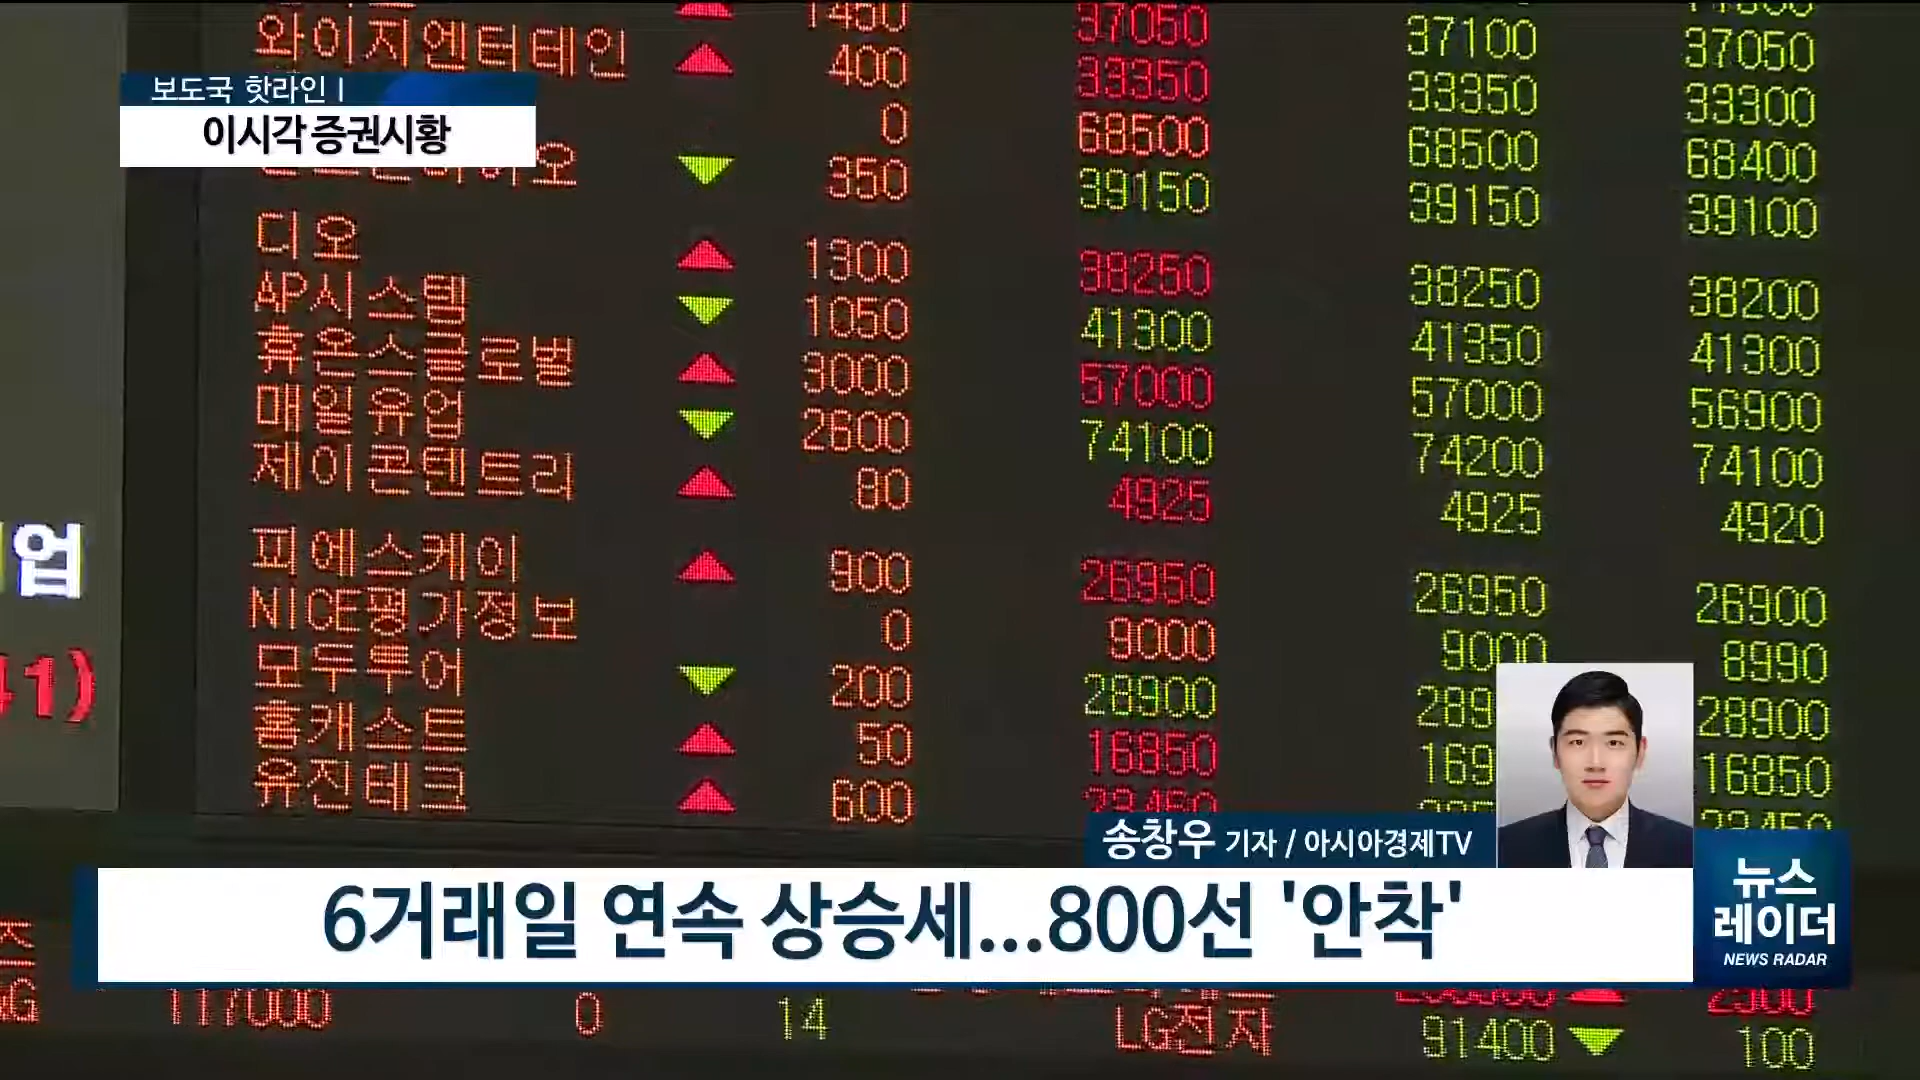 1450 37050
와이지엔터테인 400 33350 37100 37050
보도국 핫라인 |
이시각 증권시황
0 68500 33350 33300
350 39150 68500 68400
39150 39100
디오 1300 38250 38250 38200
AP시스템 1050 41300 41350 41300
휴온스글로벌 3000 57000 57000 56900
매일유업 2600 74100 74200 74100
제이콘텐트리 80 4925 4925 4920
피에스케이 900 26950 26950 26900
NICE평가정보 0 9000 9000 8990
모두투어 200 28900 28900
홈캐스트 50 16850 16850
유진테크 600
업
41)
송창우 기자 / 아시아경제TV
6거래일 연속 상승세...800선 '안착'
뉴스
레이더
NEWS RADAR
117000 0 14 LG전자 91400 100
2900